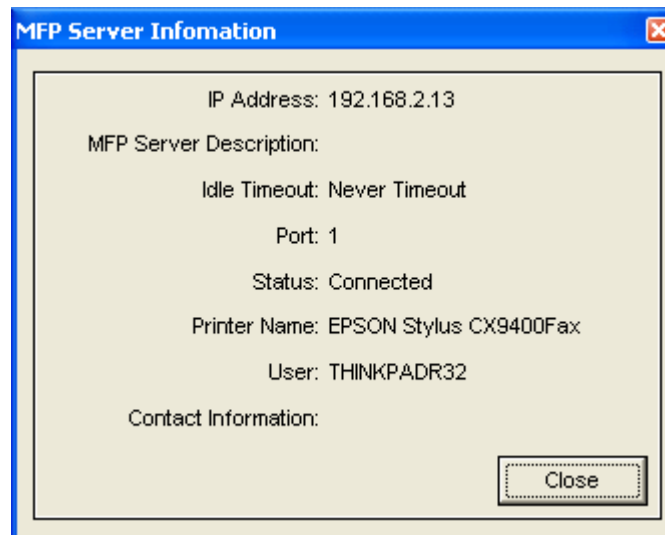 MFP Server Infomation
IP Address: 192.168.2.13
MFP Server Description:
Idle Timeout: Never Timeout
Port: 1
Status: Connected
Printer Name: EPSON Stylus CX9400Fax
User: THINKPADR32
Contact Information:
Close